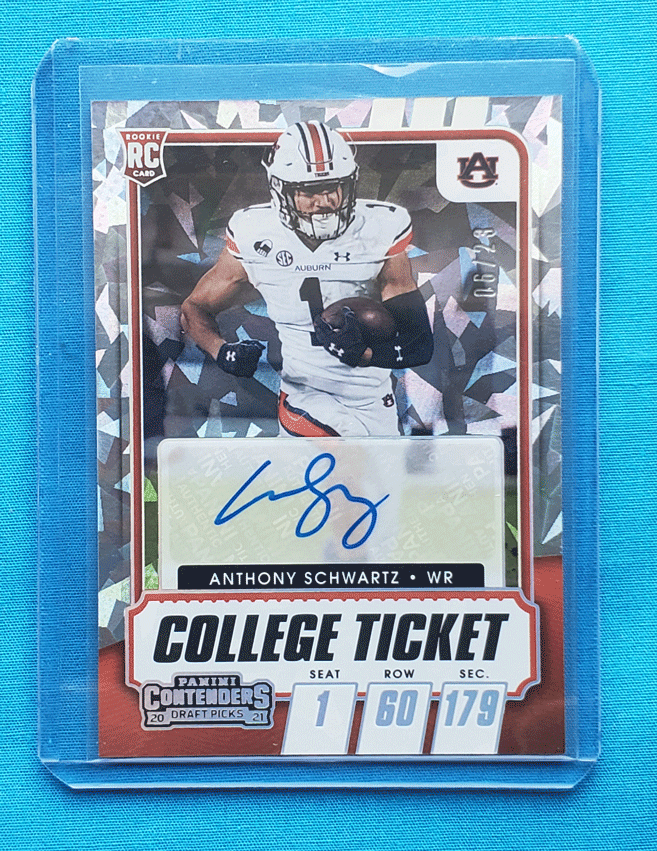 ROOKIE
RC
CARD
AU
TIGERS
SEC
AUBURN
1
06/23
ANTHONY SCHWARTZ • WR
COLLEGE TICKET
SEAT ROW SEC.
1 60 179
PANINI
CONTENDERS
20 DRAFT PICKS 21